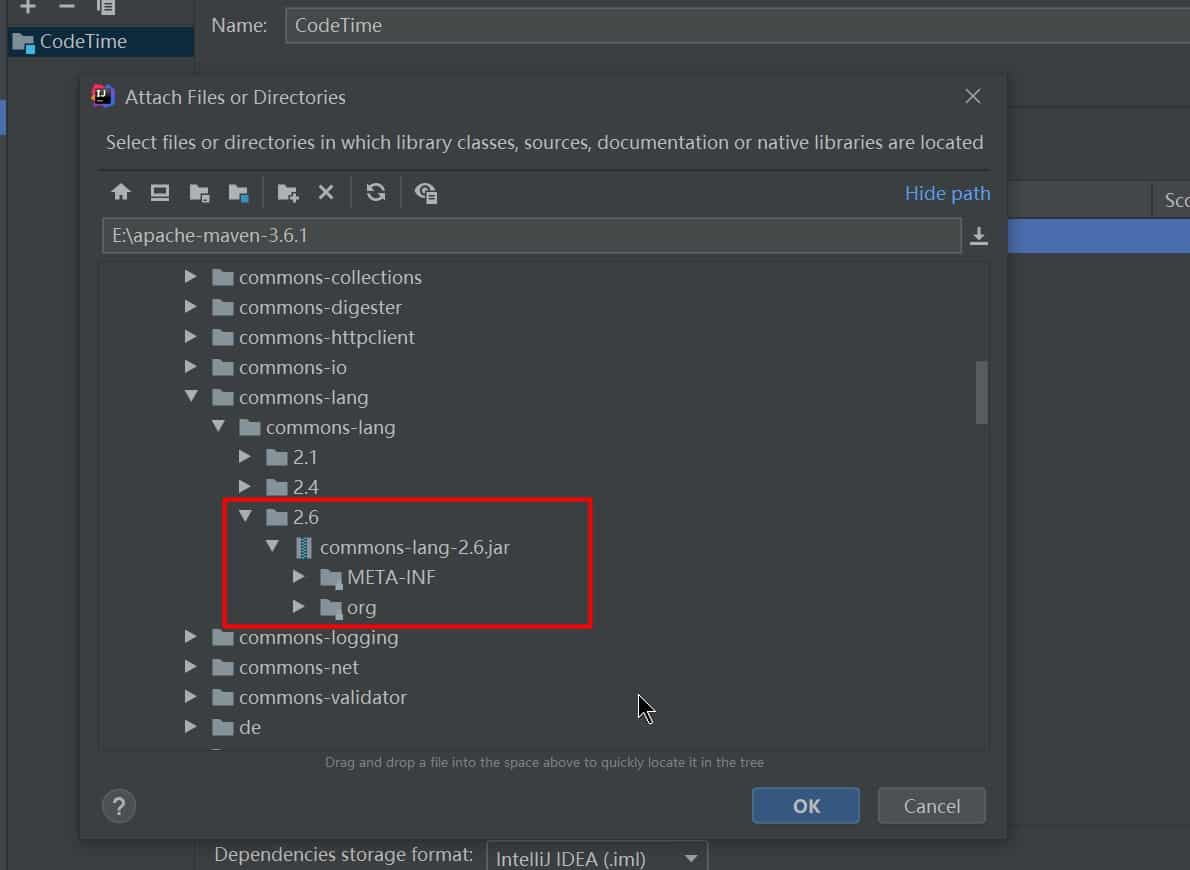 Name:
CodeTime
CodeTime
Attach Files or Directories
Select files or directories in which library classes, sources, documentation or native libraries are located
Hide path
Sco
E:\apache-maven-3.6.1
commons-collections
commons-digester
commons-httpclient
commons-io
commons-lang
commons-lang
2.1
2.4
2.6
commons-lang-2.6.jar
META-INF
org
commons-logging
commons-net
commons-validator
de
Drag and drop a file into the space above to quickly locate it in the tree
?
OK
Cancel
Dependencies storage format:
IntelliJ IDEA (.iml)